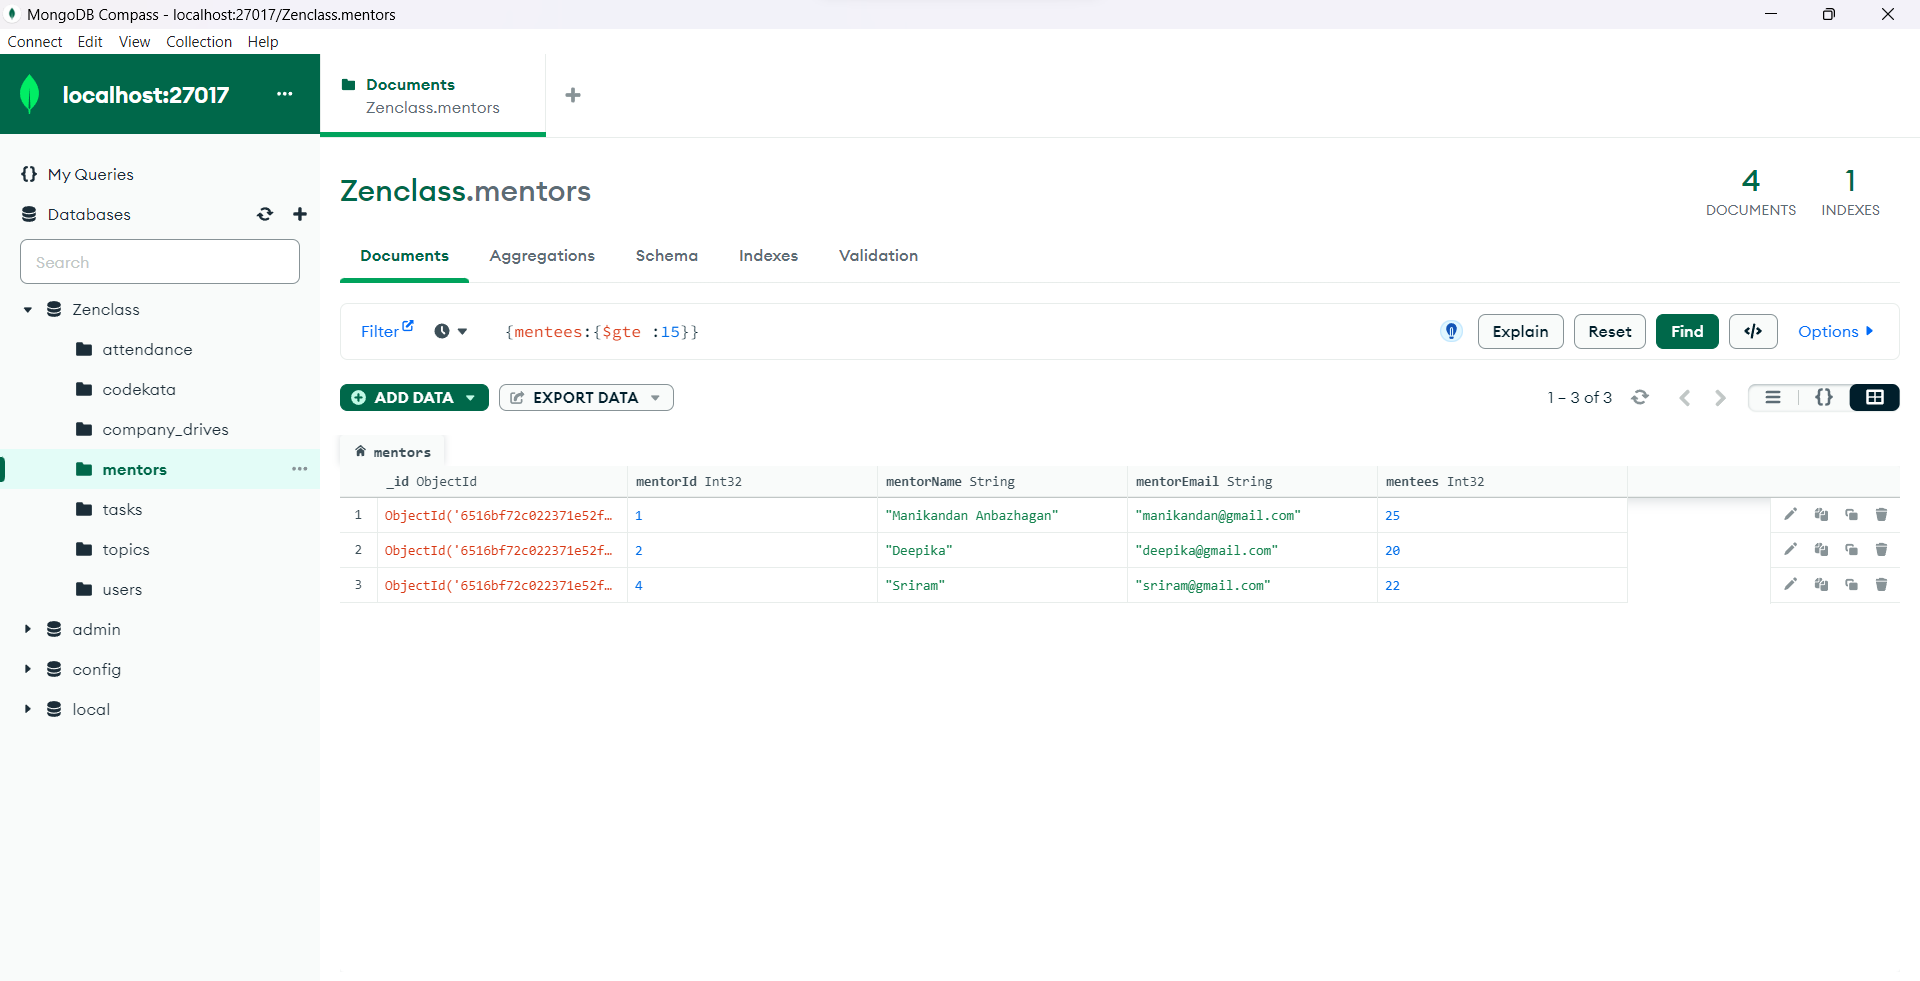 MongoDB Compass - localhost:27017/Zenclass.mentors
Connect Edit View Collection Help
localhost:27017 ...
Documents
Zenclass.mentors
+
{} My Queries
Databases
Search
Zenclass
attendance
codekata
company_drives
mentors ...
tasks
topics
users
admin
config
local
Zenclass.mentors
4
DOCUMENTS
1
INDEXES
Documents Aggregations Schema Indexes Validation
Filter {mentees:{$gte :15}} Explain Reset Find </> Options
ADD DATA EXPORT DATA 1 – 3 of 3 {}
mentors
_id ObjectId mentorId Int32 mentorName String mentorEmail String mentees Int32
1 ObjectId('6516bf72c022371e52f… 1 "Manikandan Anbazhagan" "manikandan@gmail.com" 25
2 ObjectId('6516bf72c022371e52f… 2 "Deepika" "deepika@gmail.com" 20
3 ObjectId('6516bf72c022371e52f… 4 "Sriram" "sriram@gmail.com" 22